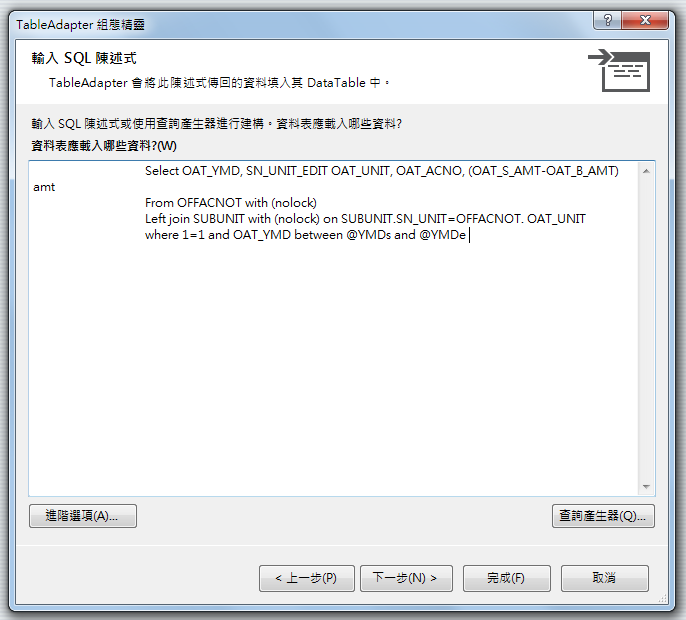 TableAdapter 組態精靈
輸入 SQL 陳述式
TableAdapter 會將此陳述式傳回的資料填入其 DataTable 中。
輸入 SQL 陳述式或使用查詢產生器進行建構。資料表應載入哪些資料?
資料表應載入哪些資料?(W)
Select OAT_YMD, SN_UNIT_EDIT OAT_UNIT, OAT_ACNO, (OAT_S_AMT-OAT_B_AMT)
amt
From OFFACNOT with (nolock)
Left join SUBUNIT with (nolock) on SUBUNIT.SN_UNIT=OFFACNOT. OAT_UNIT
where 1=1 and OAT_YMD between @YMDs and @YMDe
進階選項(A)...
查詢產生器(Q)...
< 上一步(P)
下一步(N) >
完成(F)
取消